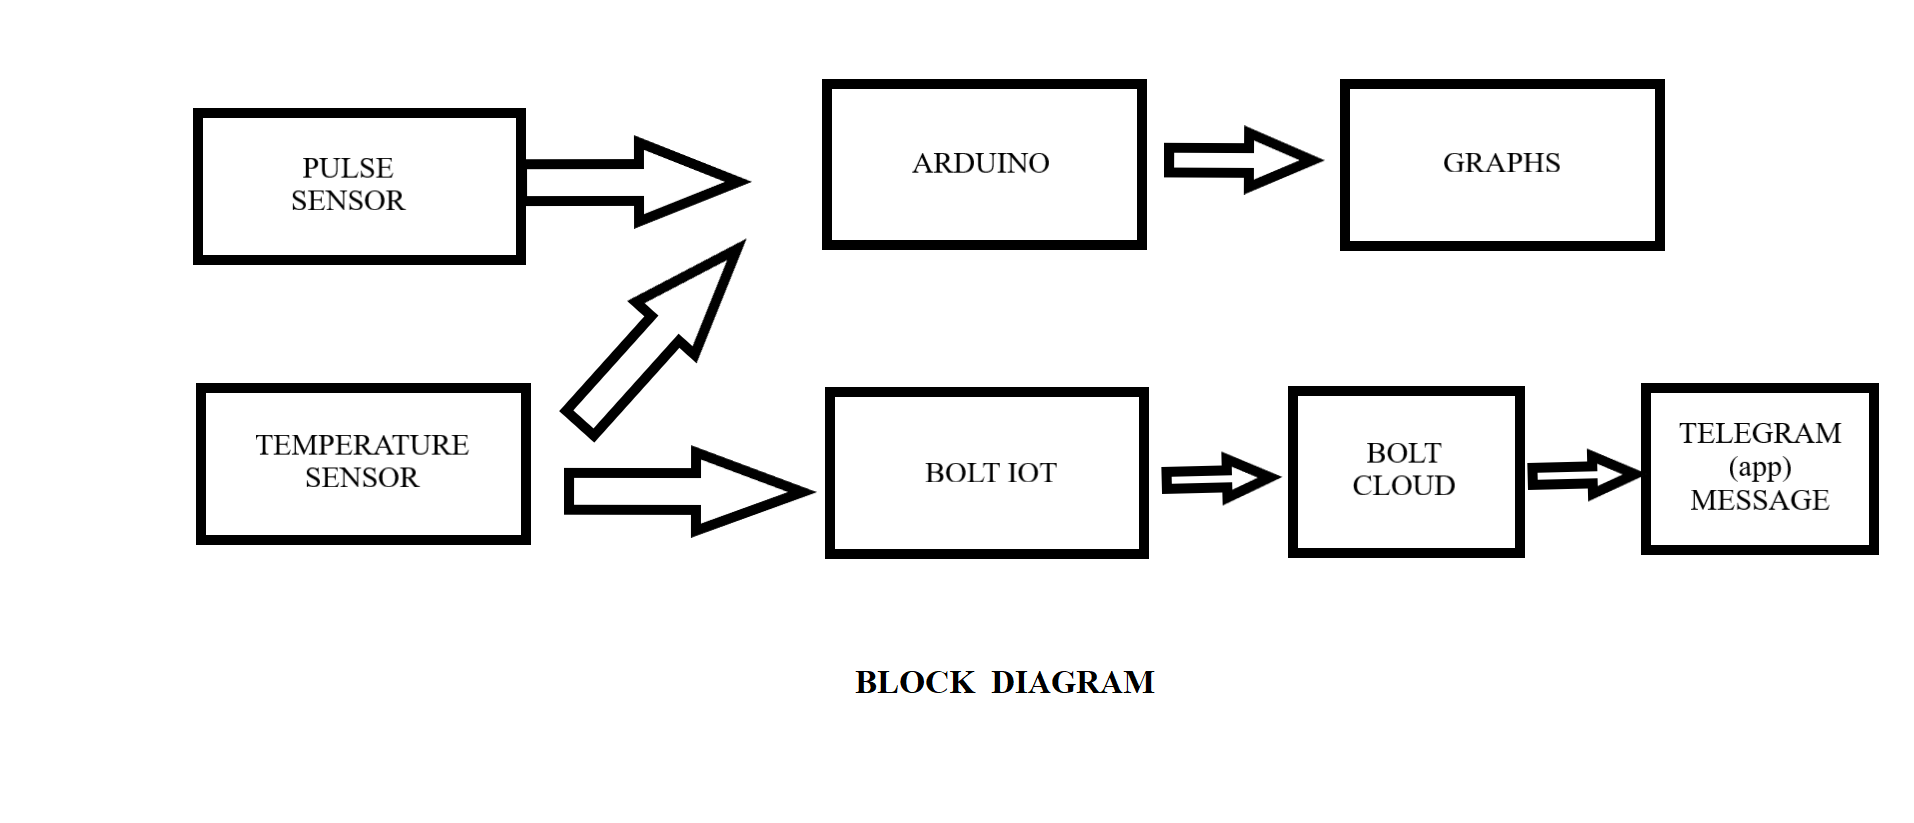 PULSE
SENSOR
ARDUINO
GRAPHS
TEMPERATURE
SENSOR
BOLT IOT
BOLT
CLOUD
TELEGRAM
(app)
MESSAGE
BLOCK DIAGRAM